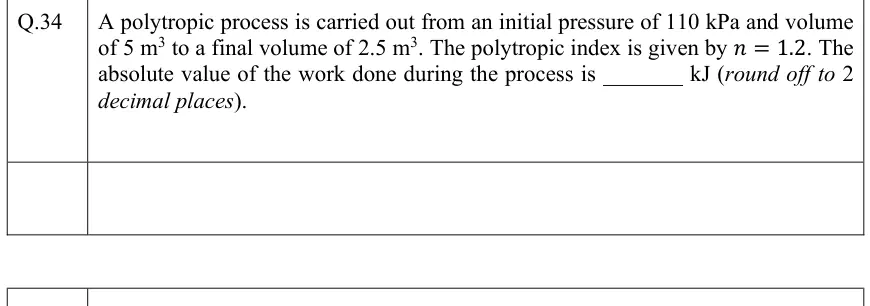 Q.34 A polytropic process is carried out from an initial pressure of 110 kPa and volume
of 5 m³ to a final volume of 2.5 m³. The polytropic index is given by n = 1.2. The
absolute value of the work done during the process is ________ kJ (round off to 2
decimal places).